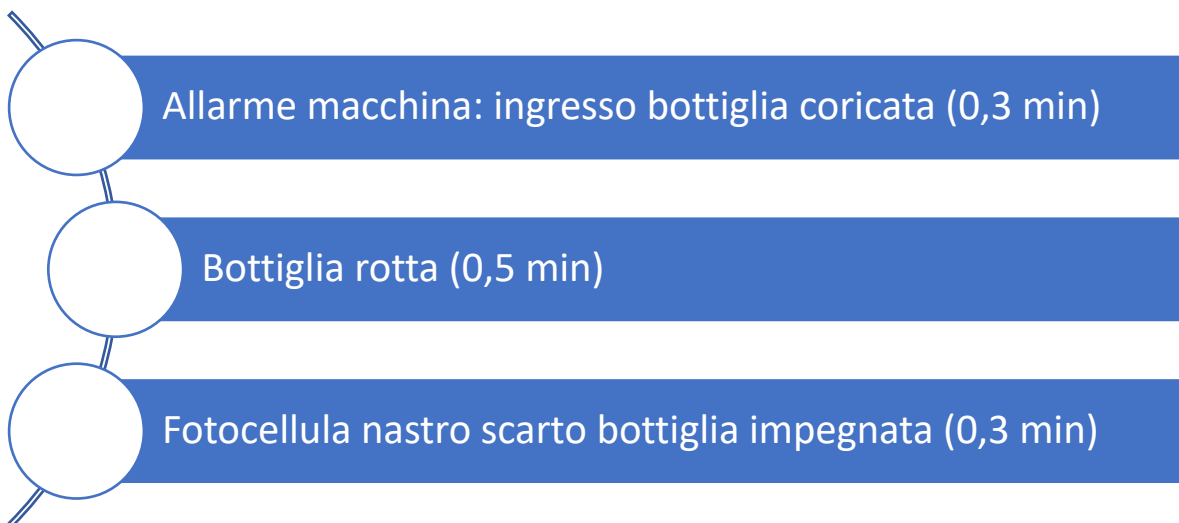 Allarme macchina: ingresso bottiglia coricata (0,3 min)
Bottiglia rotta (0,5 min)
Fotocellula nastro scarto bottiglia impegnata (0,3 min)